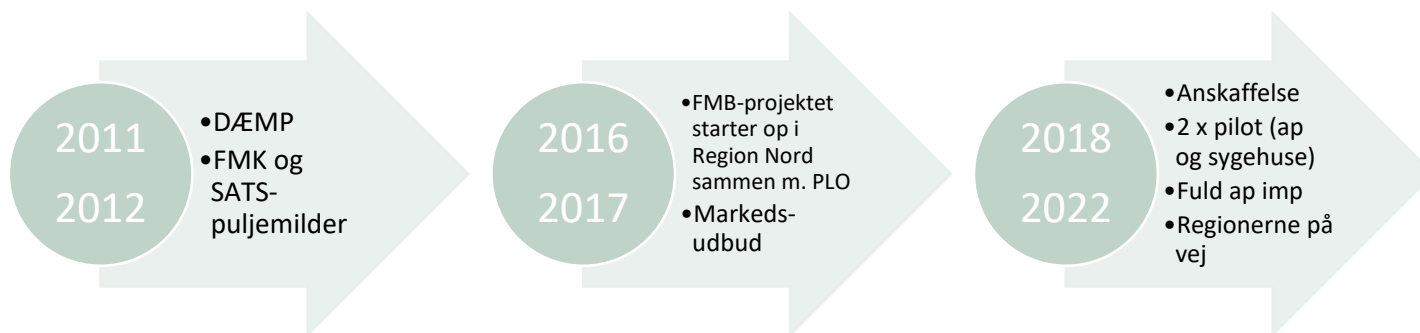 2011
2012
•DÆMP
•FMK og
SATS-
puljemilder
2016
2017
•FMB-projektet
starter op i
Region Nord
sammen m. PLO
•Markeds-
udbud
2018
2022
•Anskaffelse
•2 x pilot (ap
og sygehuse)
•Fuld ap imp
•Regionerne på
vej